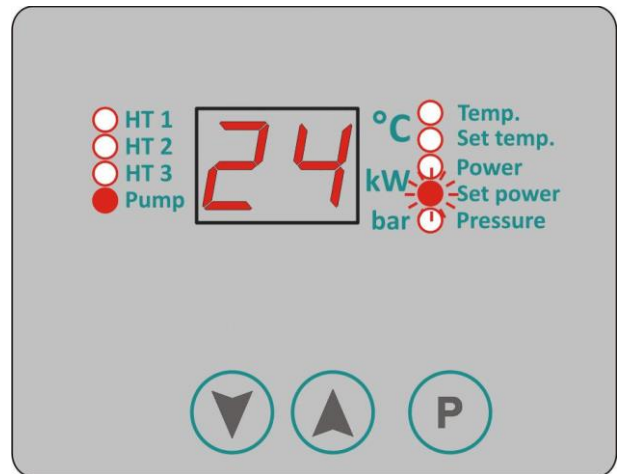 HT 1
HT 2
HT 3
Pump
24
°C
kW
bar
Temp.
Set temp.
Power
Set power
Pressure
P